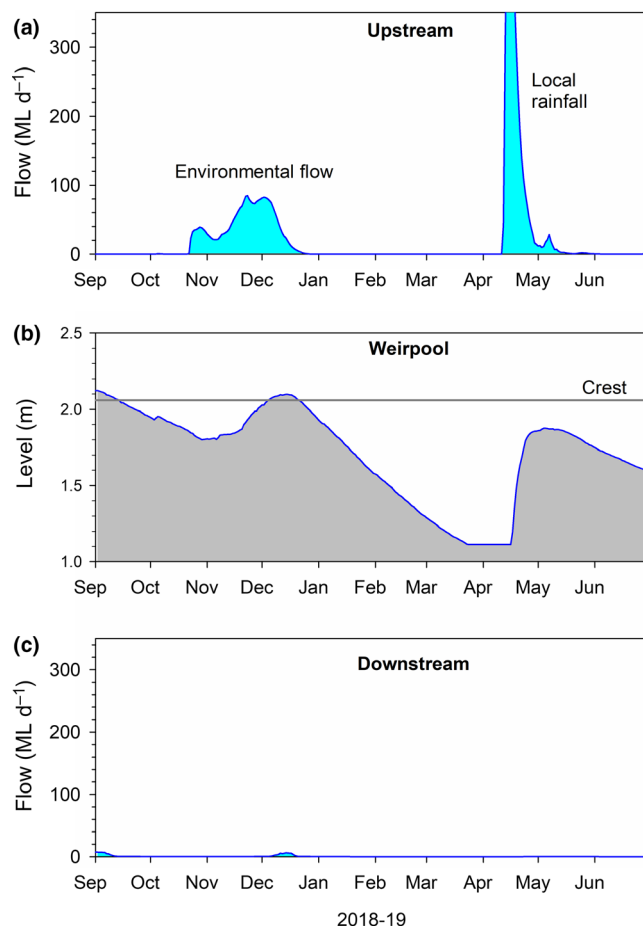 (a)
Upstream
Flow (ML d⁻¹)
300
200
100
0
Local
rainfall
Environmental flow
Sep Oct Nov Dec Jan Feb Mar Apr May Jun
(b)
Weirpool
Level (m)
2.5
2.0
1.5
1.0
Crest
Sep Oct Nov Dec Jan Feb Mar Apr May Jun
(c)
Downstream
Flow (ML d⁻¹)
300
200
100
0
Sep Oct Nov Dec Jan Feb Mar Apr May Jun
2018-19